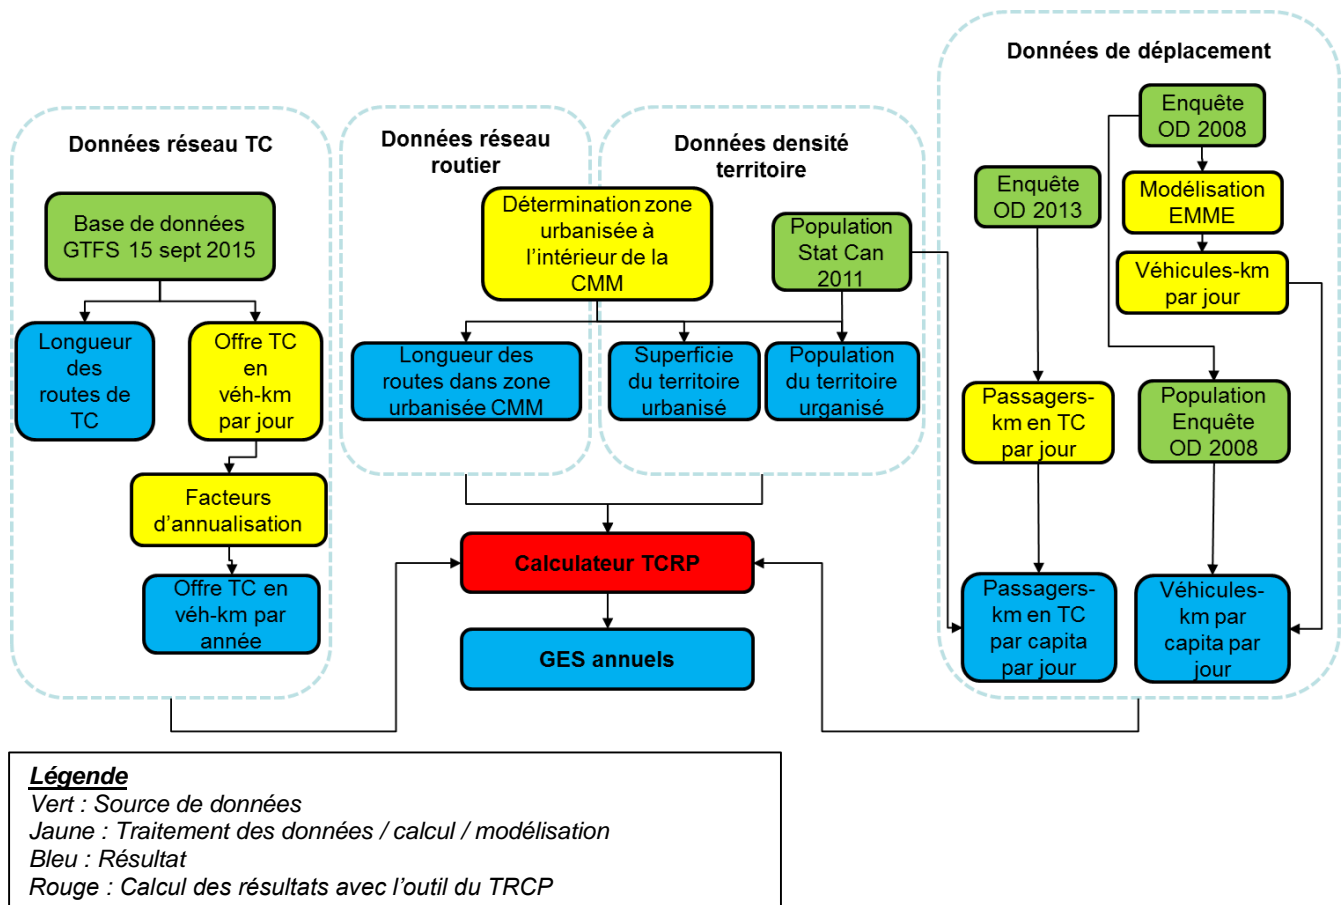 Données réseau TC
Base de données
GTFS 15 sept 2015
Longueur
des
routes de
TC
Offre TC
en
véh-km
par jour
Facteurs
d'annualisation
Offre TC en
véh-km par
année
Données réseau
routier
Données densité
territoire
Détermination zone
urbanisée à
l'intérieur de la
CMM
Population
Stat Can
2011
Longueur des
routes dans zone
urbanisée CMM
Superficie
du territoire
urbanisé
Population
du territoire
urganisé
Calculateur TCRP
GES annuels
Données de déplacement
Enquête
OD 2008
Enquête
OD 2013
Modélisation
EMME
Véhicules-km
par jour
Passagers-
km en TC
par jour
Population
Enquête
OD 2008
Passagers-
km en TC
par capita
par jour
Véhicules-
km par
capita par
jour
Légende
Vert : Source de données
Jaune : Traitement des données / calcul / modélisation
Bleu : Résultat
Rouge : Calcul des résultats avec l'outil du TRCP